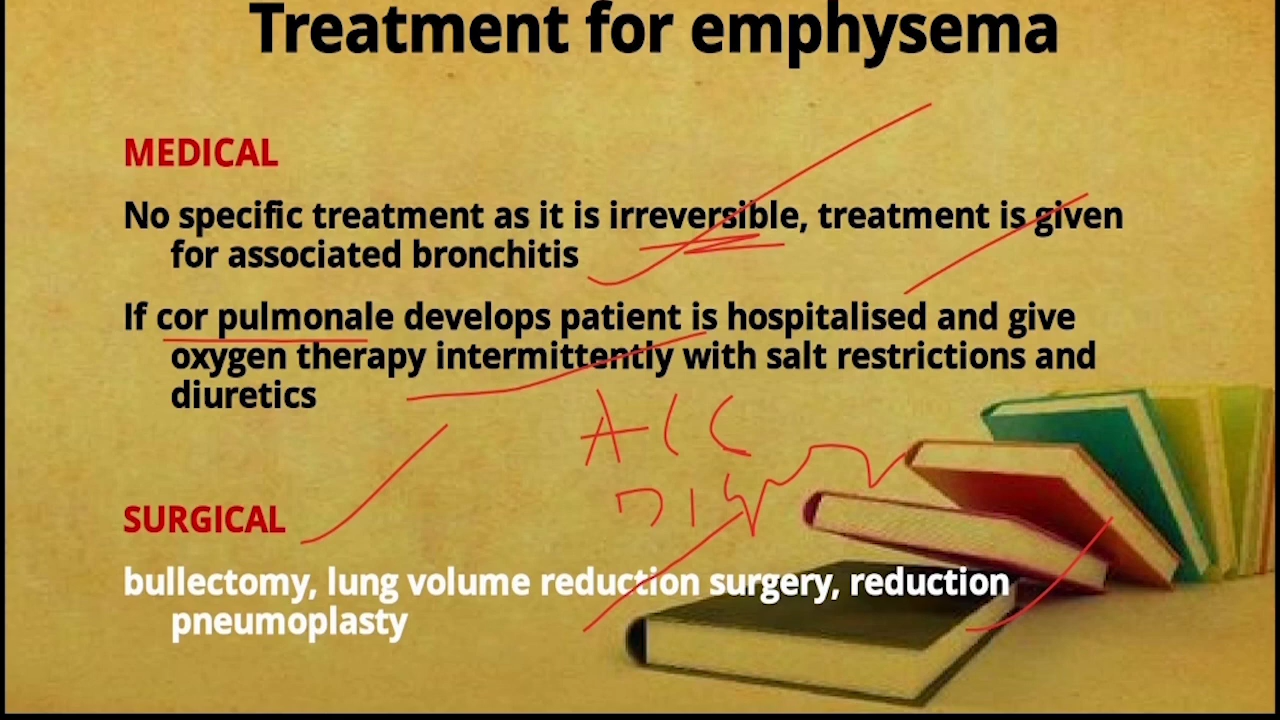 Treatment for emphysema
MEDICAL
No specific treatment as it is irreversible, treatment is given
for associated bronchitis
If cor pulmonale develops patient is hospitalised and give
oxygen therapy intermittently with salt restrictions and
diuretics
SURGICAL
bullectomy, lung volume reduction surgery, reduction
pneumoplasty